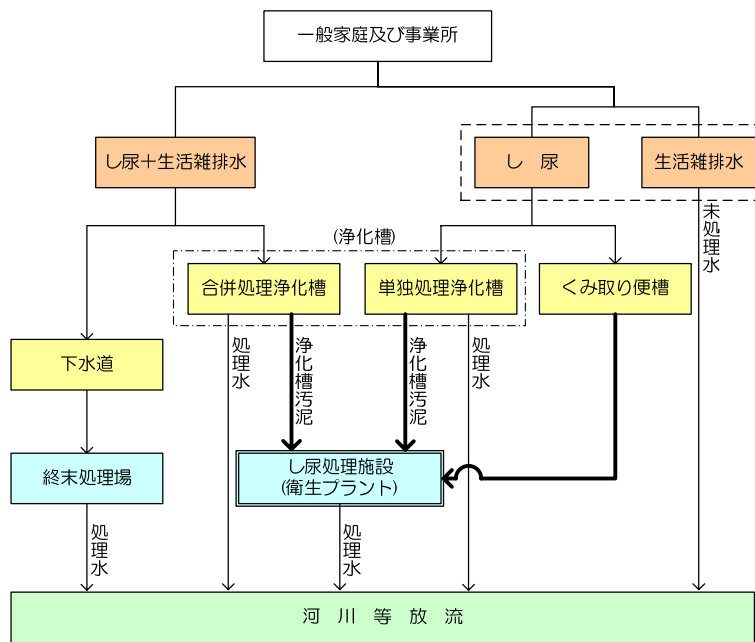 一般家庭及び事業所
し尿＋生活雑排水
し　尿
生活雑排水
(浄化槽)
未処理水
合併処理浄化槽
単独処理浄化槽
くみ取り便槽
下水道
処理水
浄化槽汚泥
浄化槽汚泥
処理水
終末処理場
し尿処理施設
(衛生プラント)
処理水
処理水
河　川　等　放　流